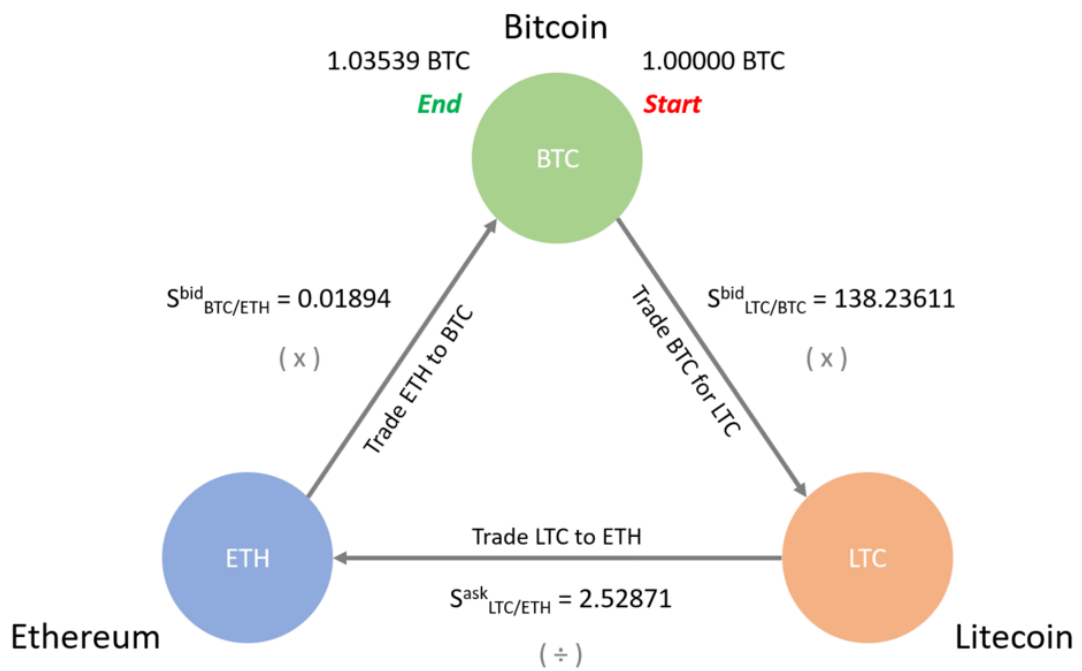 Bitcoin
1.03539 BTC
1.00000 BTC
End
Start
BTC
S^bid_BTC/ETH = 0.01894
( x )
Trade ETH to BTC
Trade BTC for LTC
S^bid_LTC/BTC = 138.23611
( x )
ETH
Trade LTC to ETH
LTC
S^ask_LTC/ETH = 2.52871
Ethereum
Litecoin
( ÷ )